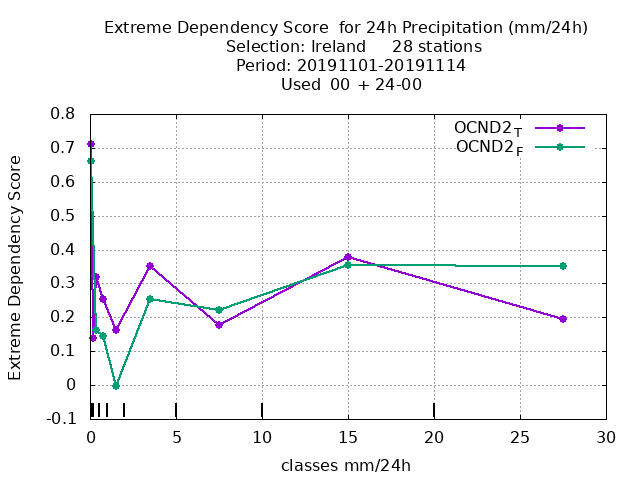 Extreme Dependency Score  for 24h Precipitation (mm/24h)
Selection: Ireland     28 stations
Period: 20191101-20191114
Used  00 + 24-00
OCND2_T
OCND2_F
Extreme Dependency Score
0.8
0.7
0.6
0.5
0.4
0.3
0.2
0.1
0
-0.1
0 5 10 15 20 25 30
classes mm/24h